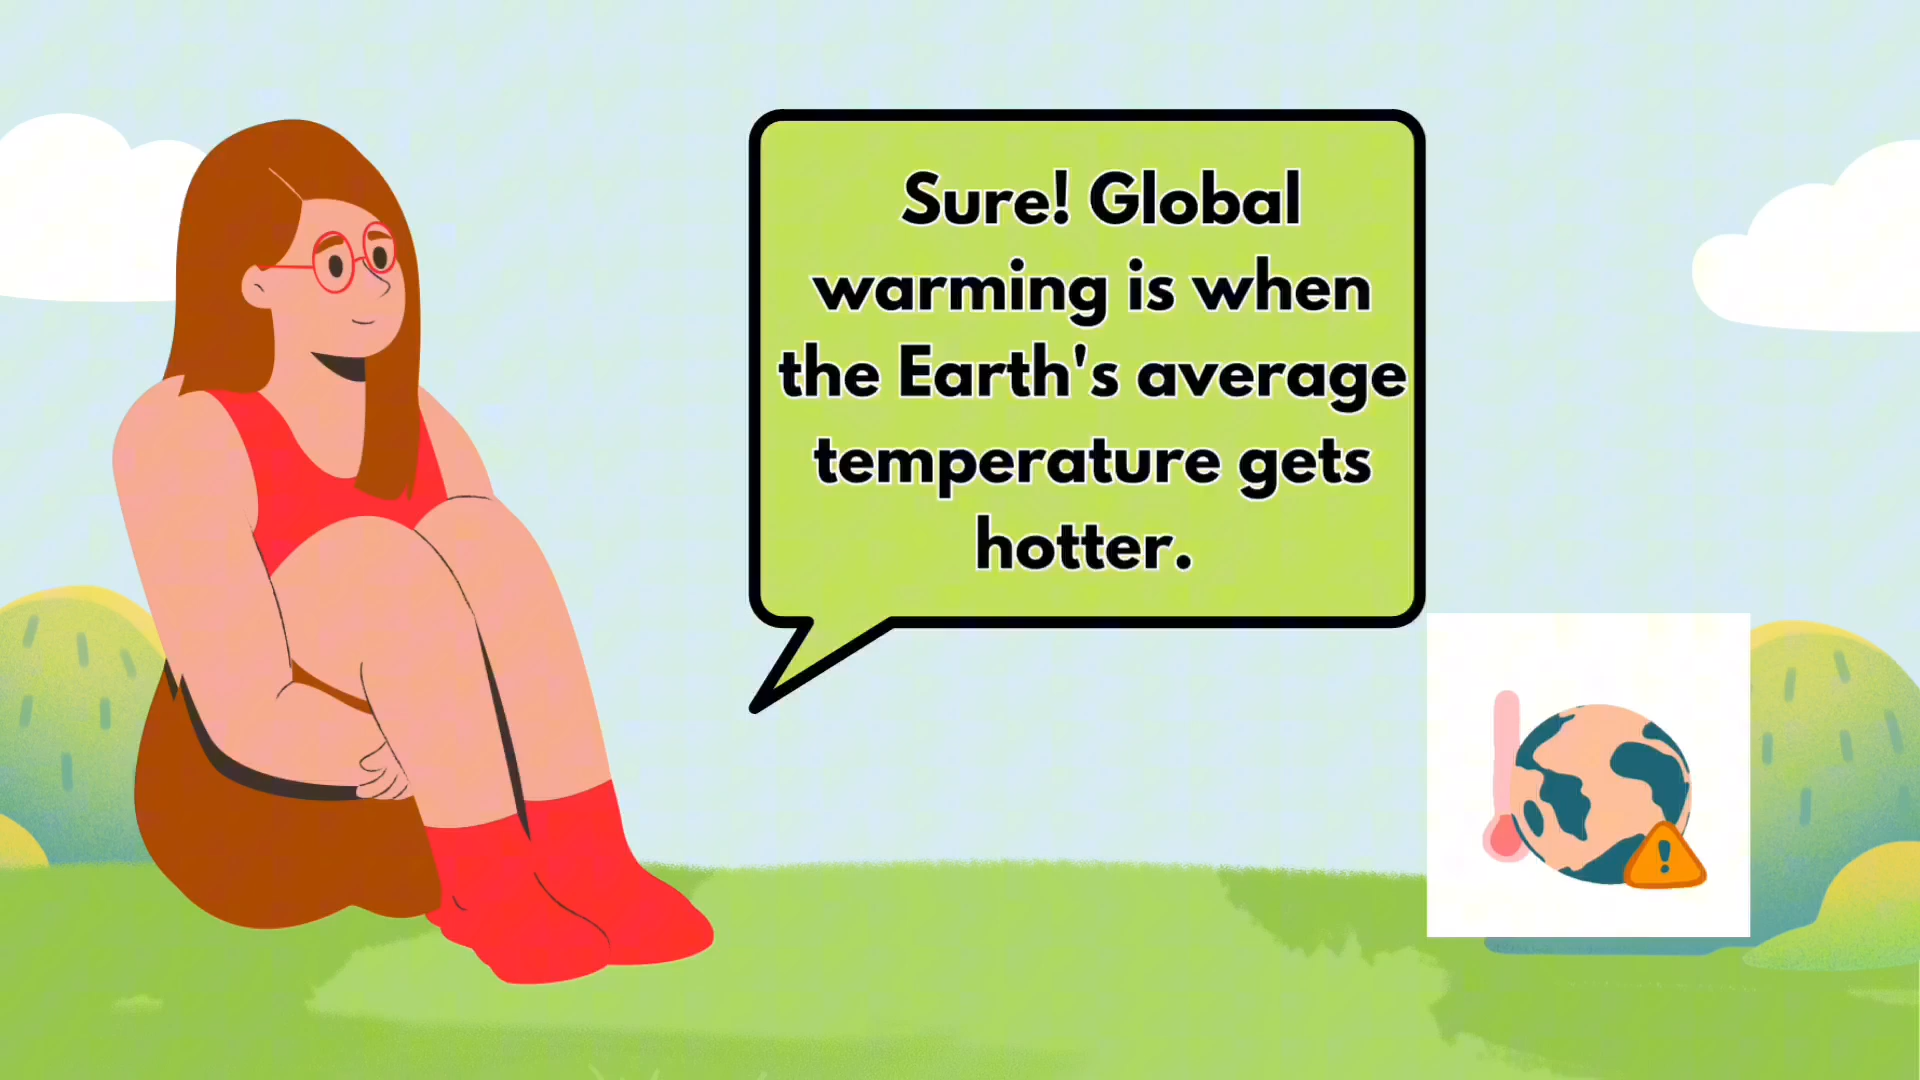 Sure! Global
warming is when
the Earth's average
temperature gets
hotter.
!